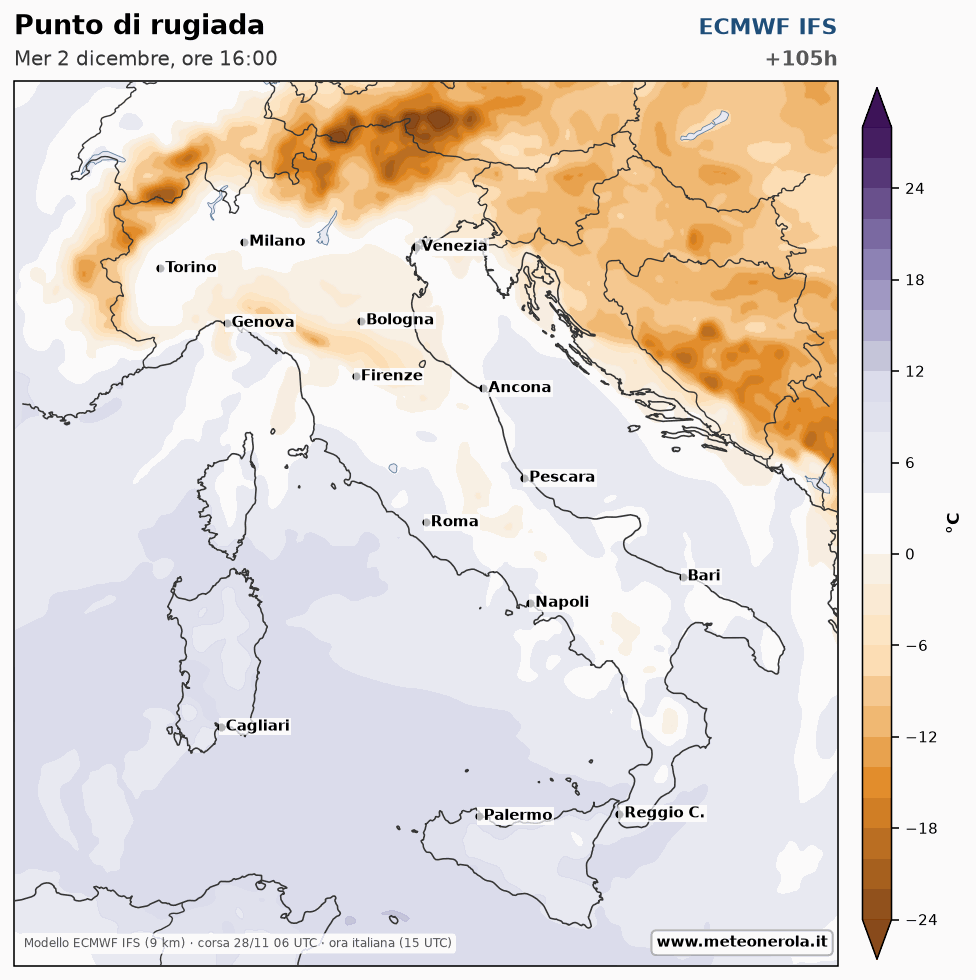 Punto di rugiada
ECMWF IFS
Mer 2 dicembre, ore 16:00
+105h
Milano
Venezia
Torino
Genova
Bologna
Firenze
Ancona
Pescara
Roma
Bari
Napoli
Cagliari
Palermo
Reggio C.
24
18
12
6
0
−6
−12
−18
−24
°C
Modello ECMWF IFS (9 km) · corsa 28/11 06 UTC · ora italiana (15 UTC)
www.meteonerola.it